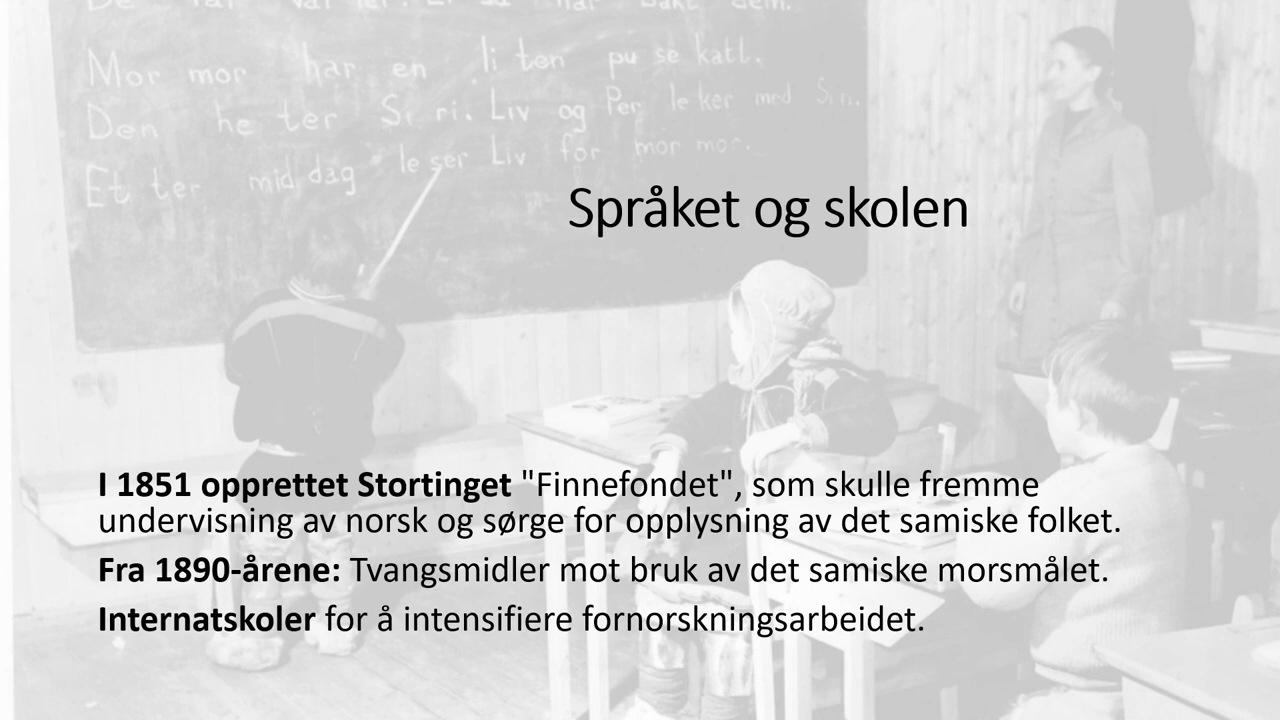 Mor mor har en li ten pu se katt.
Den he ter Si ri. Liv og Per le ker med Si ri.
Et ter mid dag le ser Liv for mor mor.
Språket og skolen
I 1851 opprettet Stortinget "Finnefondet", som skulle fremme
undervisning av norsk og sørge for opplysning av det samiske folket.
Fra 1890-årene: Tvangsmidler mot bruk av det samiske morsmålet.
Internatskoler for å intensifiere fornorskningsarbeidet.